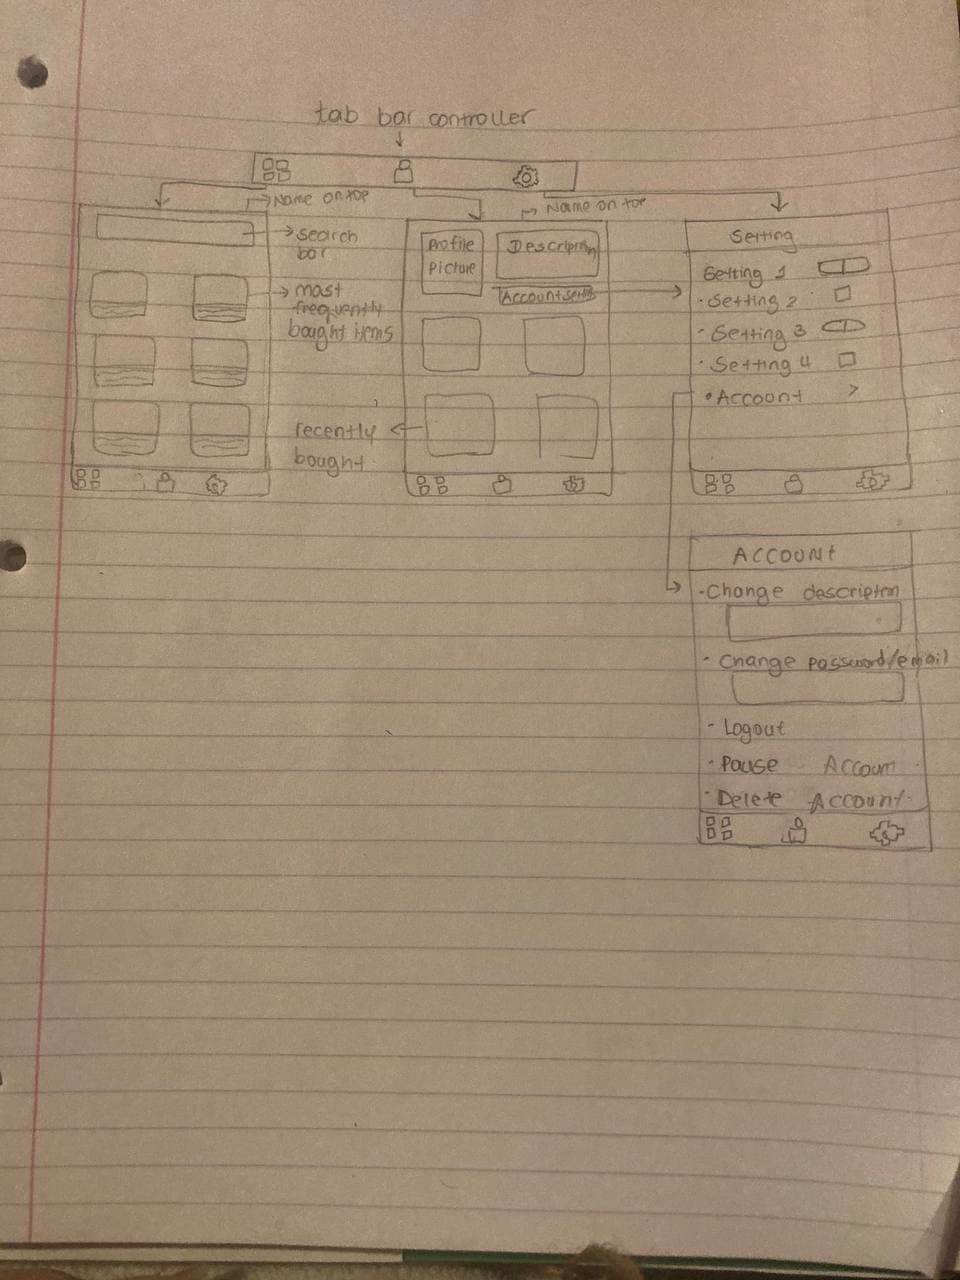 tab bar controller
Name on top
search
bar
most
frequently
bought items
recently
bought
Name on top
Profile
Picture
Description
Account
Setting
Setting 1
· Setting 2
· Setting 3
· Setting 4
· Account >
ACCOUNt
· Change description
· Change password/email
- Logout
· Pause Accoun
· Delete Account